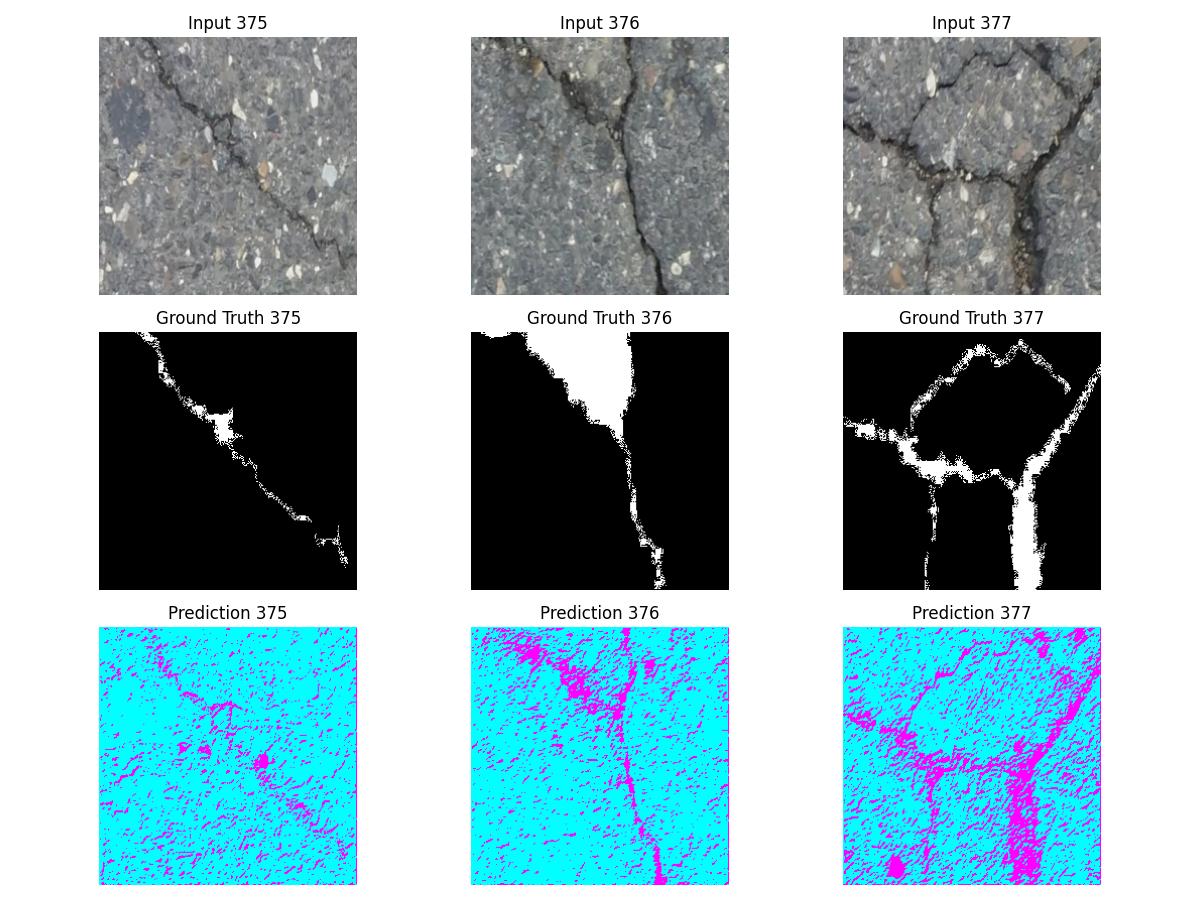 Input 375
Input 376
Input 377
Ground Truth 375
Ground Truth 376
Ground Truth 377
Prediction 375
Prediction 376
Prediction 377